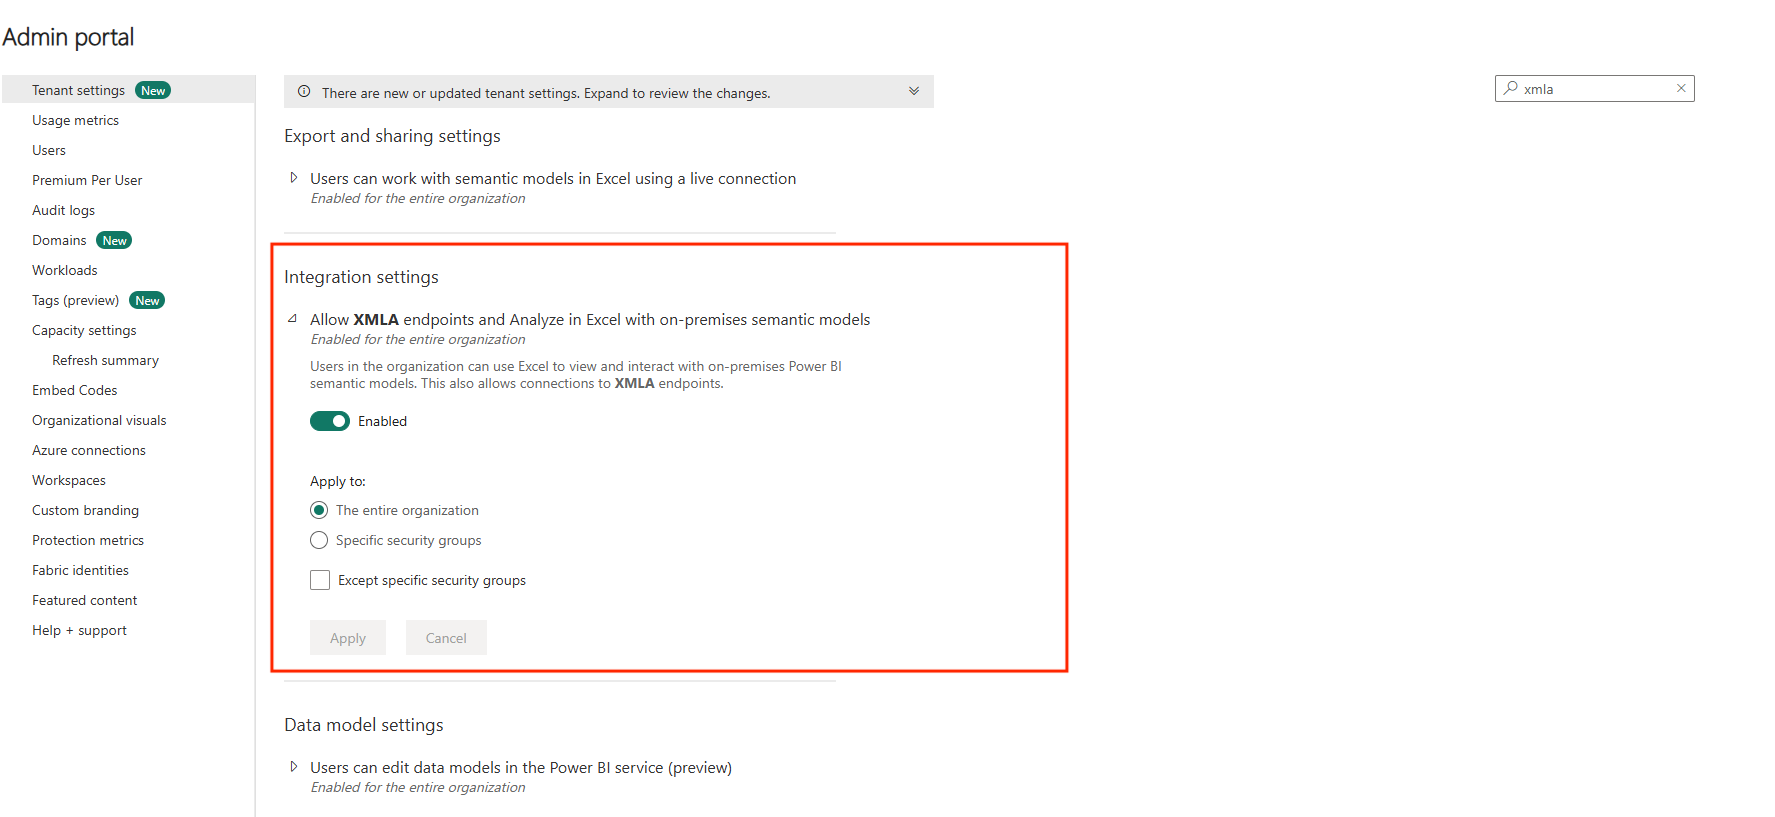 Admin portal
Tenant settings New
Usage metrics
Users
Premium Per User
Audit logs
Domains New
Workloads
Tags (preview) New
Capacity settings
Refresh summary
Embed Codes
Organizational visuals
Azure connections
Workspaces
Custom branding
Protection metrics
Fabric identities
Featured content
Help + support
There are new or updated tenant settings. Expand to review the changes.
xmla
Export and sharing settings
Users can work with semantic models in Excel using a live connection
Enabled for the entire organization
Integration settings
Allow XMLA endpoints and Analyze in Excel with on-premises semantic models
Enabled for the entire organization
Users in the organization can use Excel to view and interact with on-premises Power BI
semantic models. This also allows connections to XMLA endpoints.
Enabled
Apply to:
The entire organization
Specific security groups
Except specific security groups
Apply Cancel
Data model settings
Users can edit data models in the Power BI service (preview)
Enabled for the entire organization